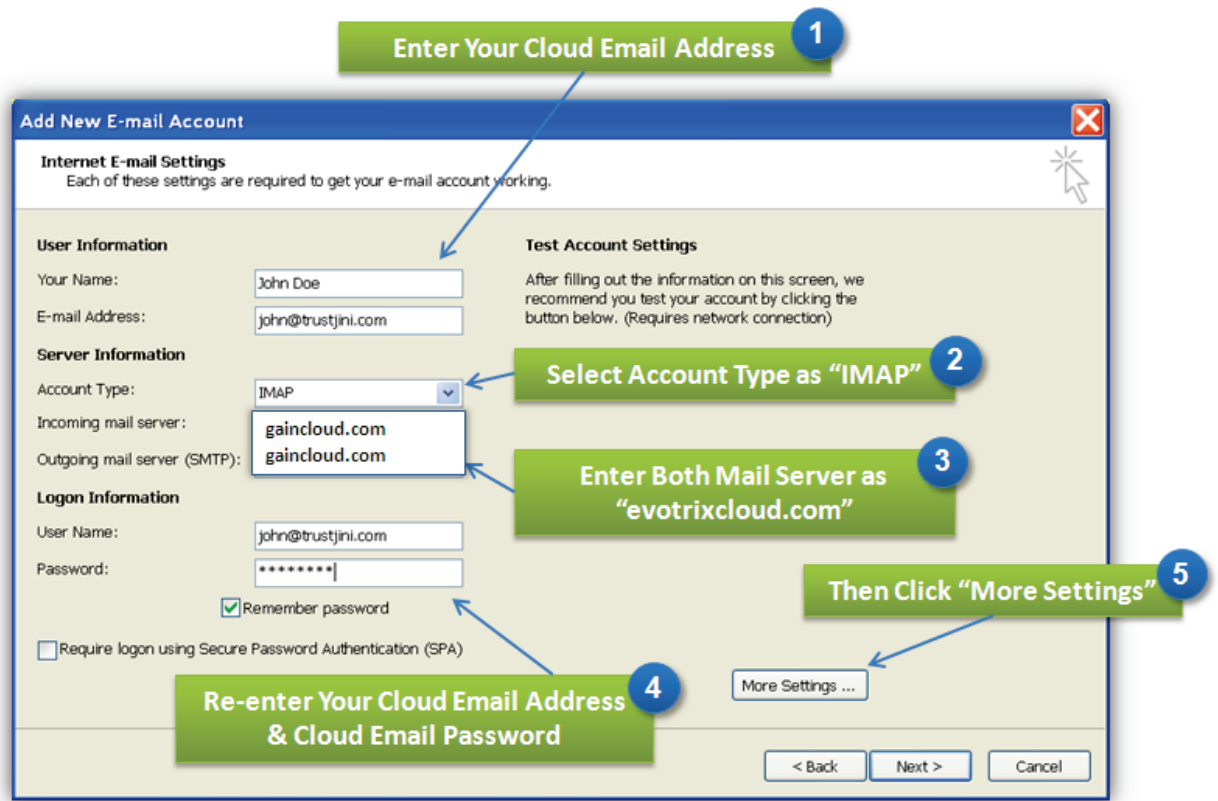 Enter Your Cloud Email Address
1
Add New E-mail Account
Internet E-mail Settings
Each of these settings are required to get your e-mail account working.
User Information
Your Name:
John Doe
E-mail Address:
john@trustjini.com
Test Account Settings
After filling out the information on this screen, we
recommend you test your account by clicking the
button below. (Requires network connection)
Server Information
Account Type:
IMAP
Select Account Type as “IMAP”
2
Incoming mail server:
gaincloud.com
Outgoing mail server (SMTP):
gaincloud.com
Enter Both Mail Server as
“evotrixcloud.com”
3
Logon Information
User Name:
john@trustjini.com
Password:
********
Remember password
Then Click “More Settings”
5
Require logon using Secure Password Authentication (SPA)
More Settings ...
Re-enter Your Cloud Email Address
& Cloud Email Password
4
< Back
Next >
Cancel